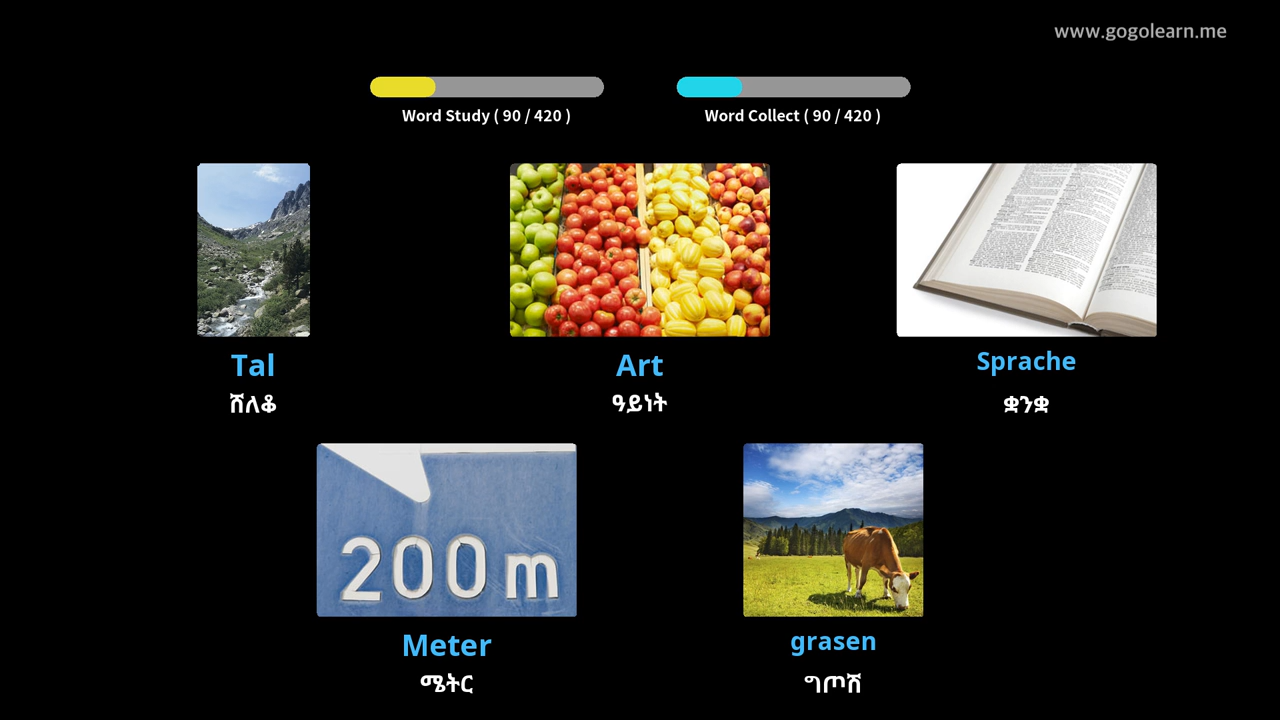 www.gogolearn.me
Word Study ( 90 / 420 )
Word Collect ( 90 / 420 )
Tal
ሸለቆ
Art
ዓይነት
Sprache
ቋንቋ
200 m
Meter
ሜትር
grasen
ግጦሽ